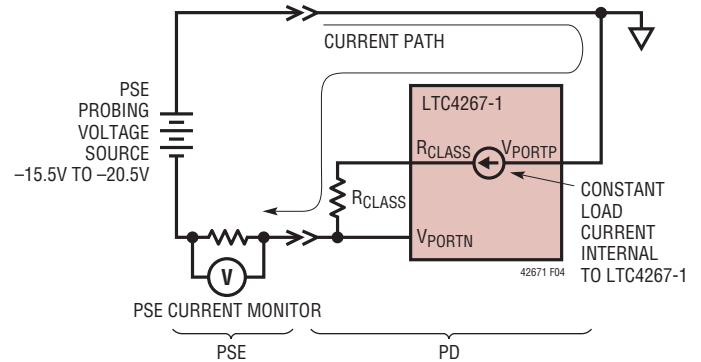 CURRENT PATH
PSE
PROBING
VOLTAGE
SOURCE
–15.5V TO –20.5V
LTC4267-1
RCLASS
VPORTP
RCLASS
CONSTANT
LOAD
CURRENT
INTERNAL
TO LTC4267-1
VPORTN
V
42671 F04
PSE CURRENT MONITOR
PSE
PD